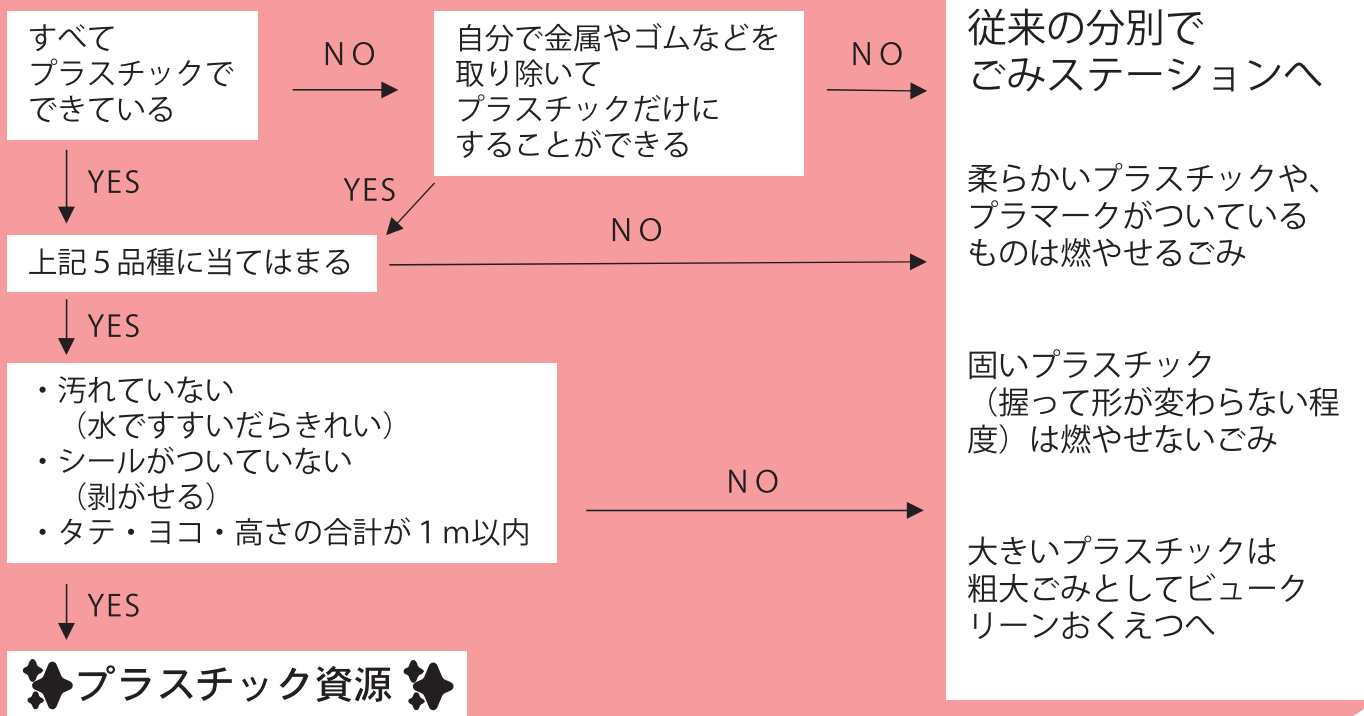 すべて
プラスチックで
できている
NO
自分で金属やゴムなどを
取り除いて
プラスチックだけに
することができる
NO
YES
YES
上記5品種に当てはまる
NO
YES
・汚れていない
（水ですすいだらきれい）
・シールがついていない
（剥がせる）
・タテ・ヨコ・高さの合計が1m以内
NO
YES
プラスチック資源
従来の分別で
ごみステーションへ
柔らかいプラスチックや、
プラマークがついている
ものは燃やせるごみ
固いプラスチック
（握って形が変わらない程
度）は燃やせないごみ
大きいプラスチックは
粗大ごみとしてビューク
リーンおくえつへ